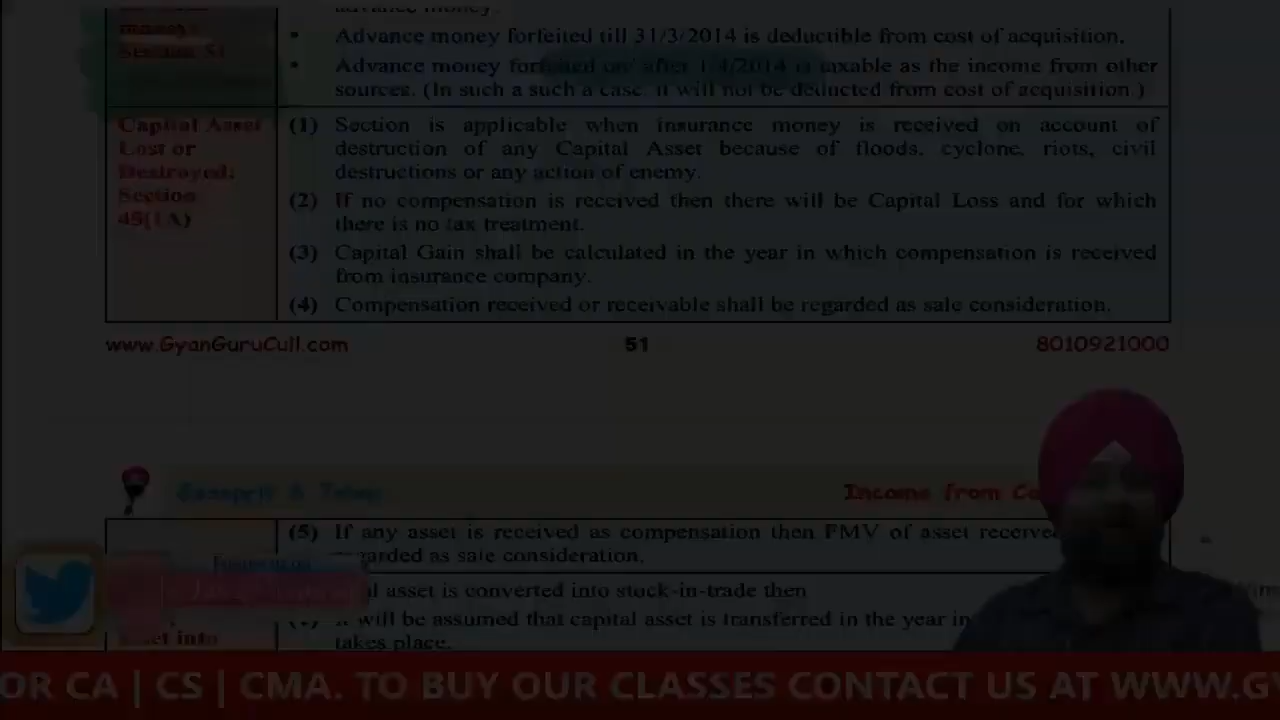 advance money.
money:
Section 51
• Advance money forfeited till 31/3/2014 is deductible from cost of acquisition.
• Advance money forfeited on/ after 1/4/2014 is taxable as the income from other
sources. (In such a such a case, it will not be deducted from cost of acquisition.)
Capital Asset
Lost or
Destroyed:
Section
45(1A)
(1) Section is applicable when insurance money is received on account of
destruction of any Capital Asset because of floods, cyclone, riots, civil
destructions or any action of enemy.
(2) If no compensation is received then there will be Capital Loss and for which
there is no tax treatment.
(3) Capital Gain shall be calculated in the year in which compensation is received
from insurance company.
(4) Compensation received or receivable shall be regarded as sale consideration.
www.GyanGuruCull.com 51 8010921000
Income from
(5) If any asset is received as compensation then FMV of asset
regarded as sale consideration.
asset is converted into stock-in-trade then
will be assumed that capital asset is transferred in the year in
takes place.
into
OR CA | CS | CMA. TO BUY OUR CLASSES CONTACT US AT WWW.G